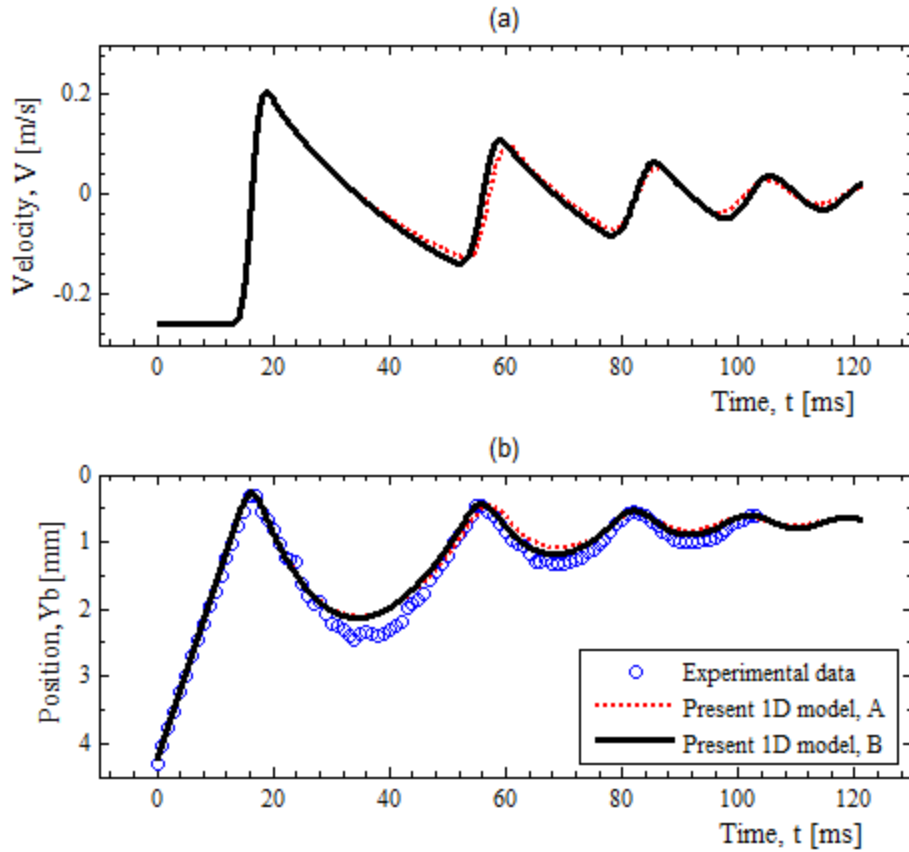 (a)
Velocity, V [m/s]
0.2
0
-0.2
0 20 40 60 80 100 120
Time, t [ms]
(b)
Position, Yb [mm]
0
1
2
3
4
Experimental data
Present 1D model, A
Present 1D model, B
0 20 40 60 80 100 120
Time, t [ms]